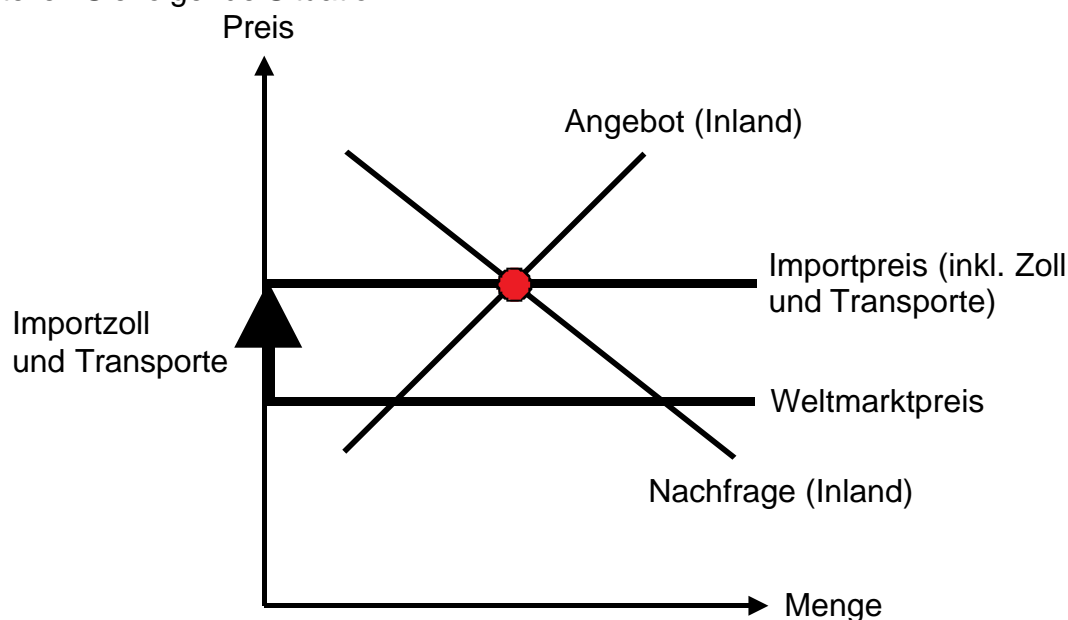 Preis
Angebot (Inland)
Importpreis (inkl. Zoll
und Transporte)
Importzoll
und Transporte
Weltmarktpreis
Nachfrage (Inland)
Menge